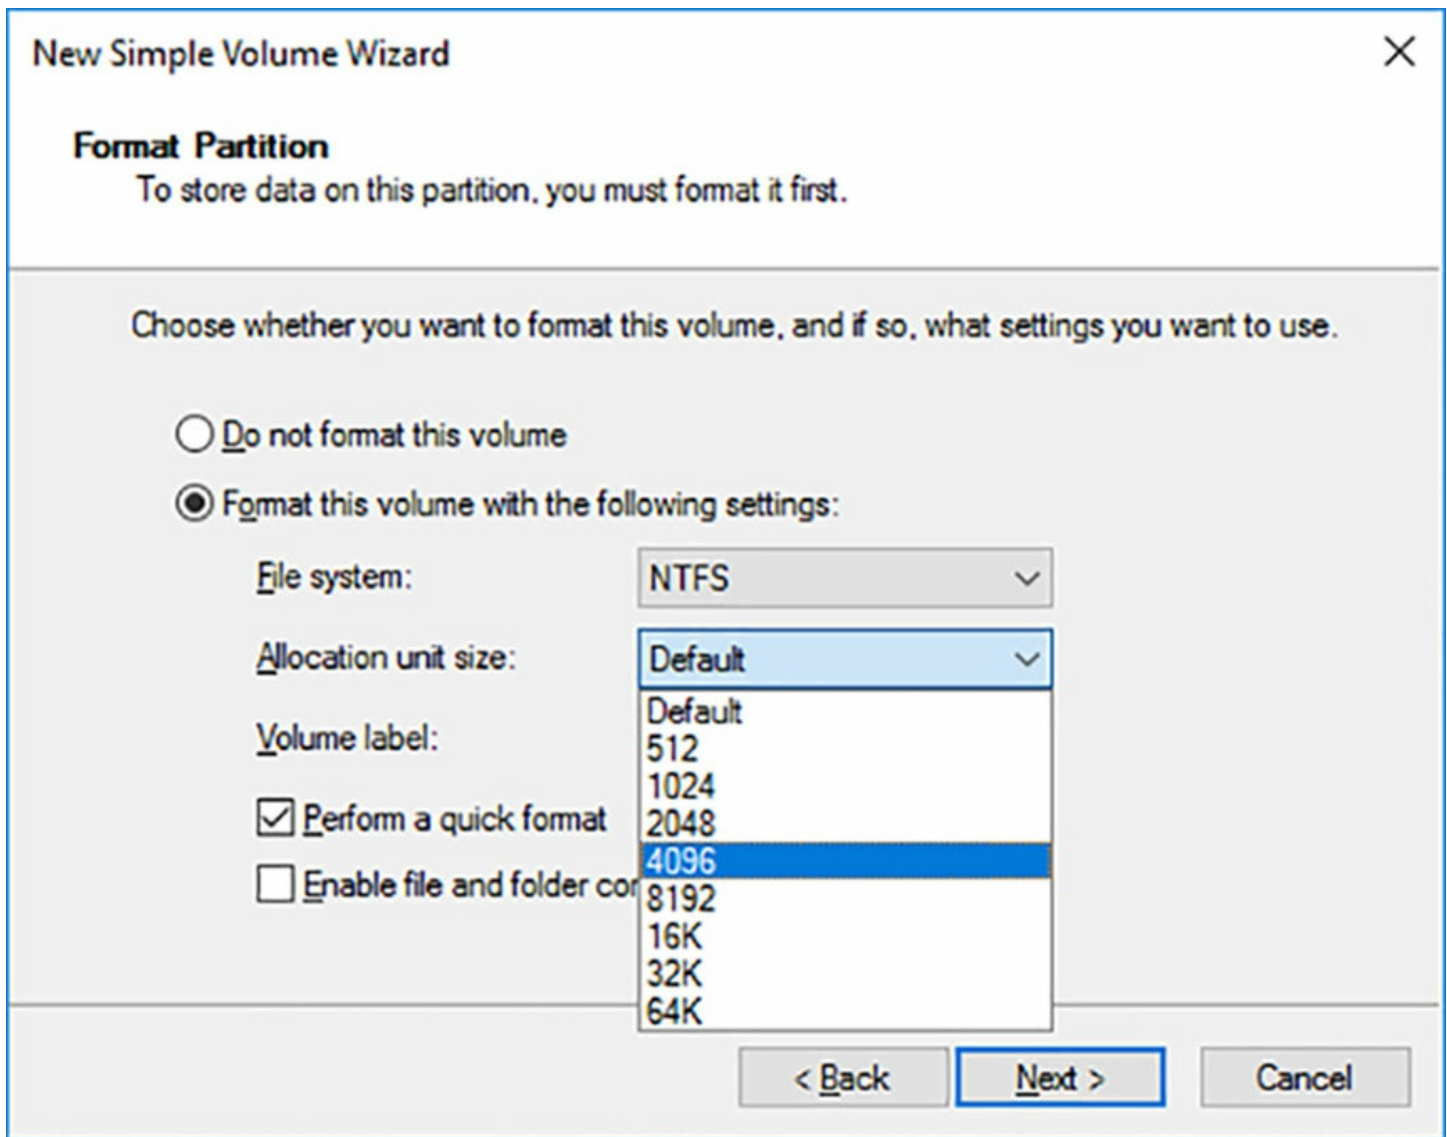 New Simple Volume Wizard
Format Partition
To store data on this partition, you must format it first.
Choose whether you want to format this volume, and if so, what settings you want to use.
Do not format this volume
Format this volume with the following settings:
File system: NTFS
Allocation unit size: Default
Default
Volume label:
512
1024
2048
Perform a quick format
4096
Enable file and folder
8192
16K
32K
64K
< Back Next > Cancel